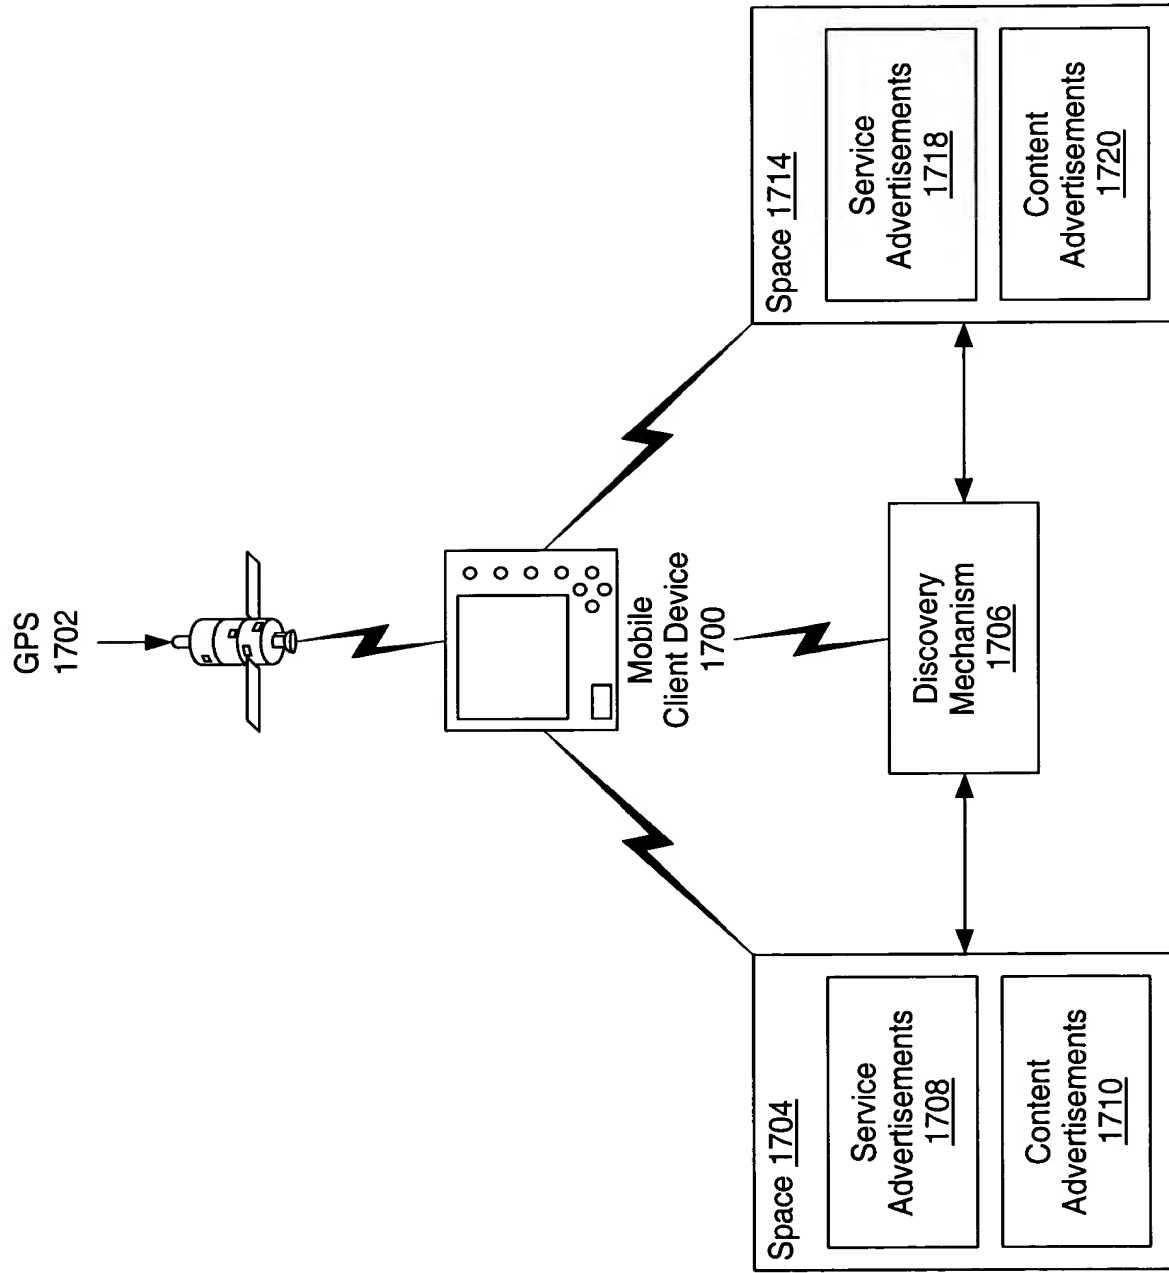 GPS
1702
Mobile
Client Device
1700
Discovery
Mechanism
1706
Space 1704
Service
Advertisements
1708
Content
Advertisements
1710
Space 1714
Service
Advertisements
1718
Content
Advertisements
1720